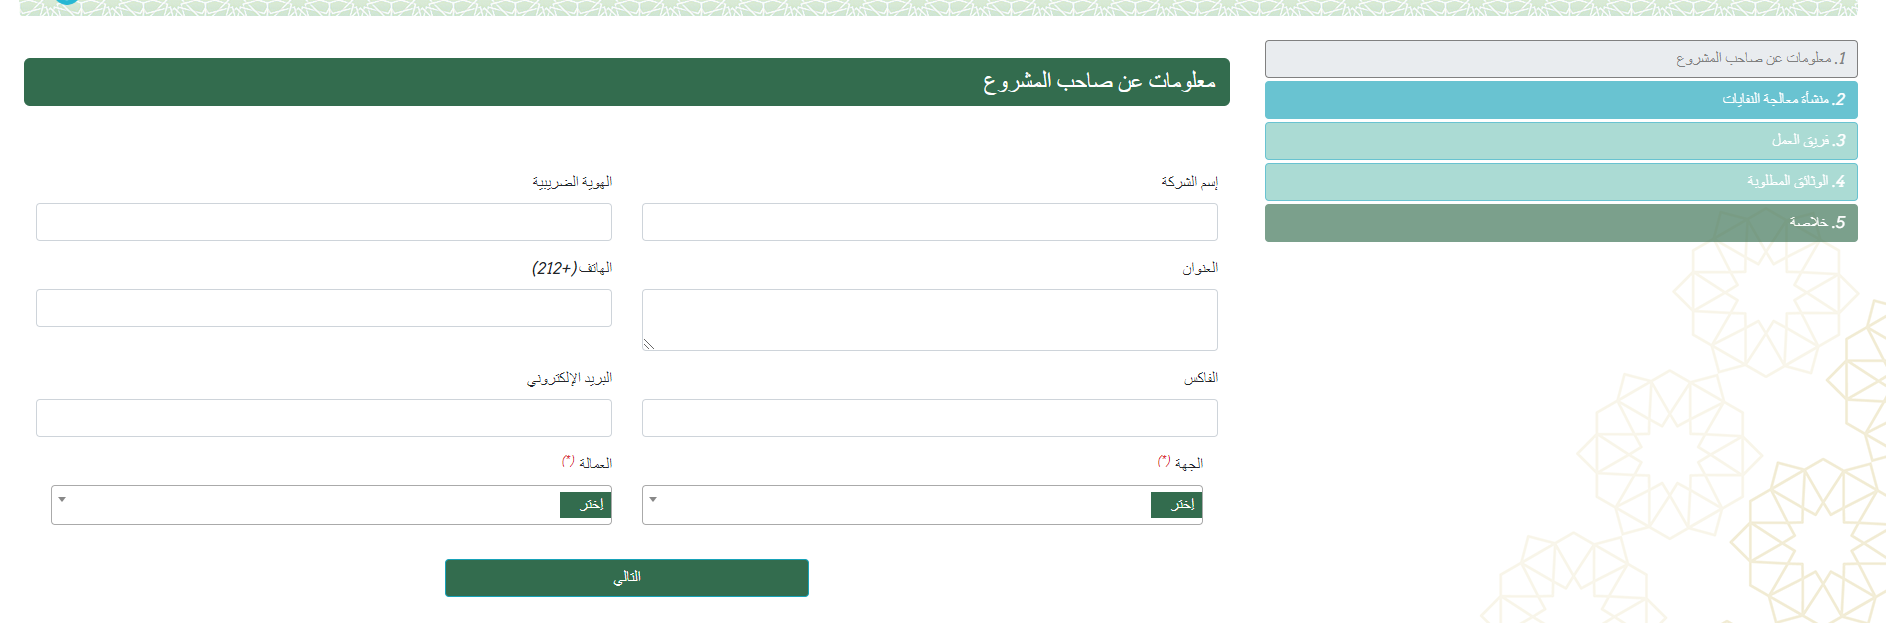 1. معلومات عن صاحب المشروع
2. منشأة معالجة النفايات
3. فريق العمل
4. الوثائق المطلوبة
5. خلاصة
معلومات عن صاحب المشروع
إسم الشركة
الهوية الضريبية
العنوان
الهاتف(+212)
الفاكس
البريد الإلكتروني
الجهة (*)
العمالة (*)
إختر
إختر
التالي